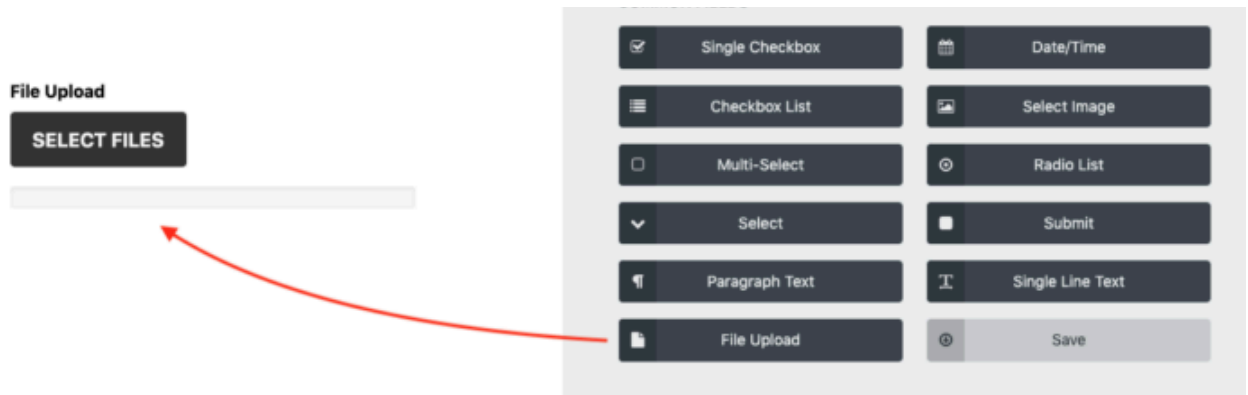 File Upload
SELECT FILES
Single Checkbox
Date/Time
Checkbox List
Select Image
Multi-Select
Radio List
Select
Submit
Paragraph Text
Single Line Text
File Upload
Save